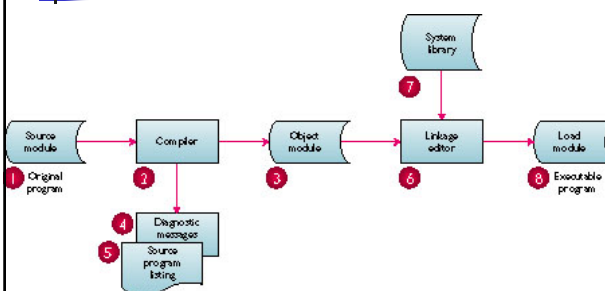 System
library
7
Source
module
Compiler
Object
module
Linkage
editor
Load
module
1 Original
program
2
3
6
8 Executable
program
4 Diagnostic
messages
5 Source
program
listing